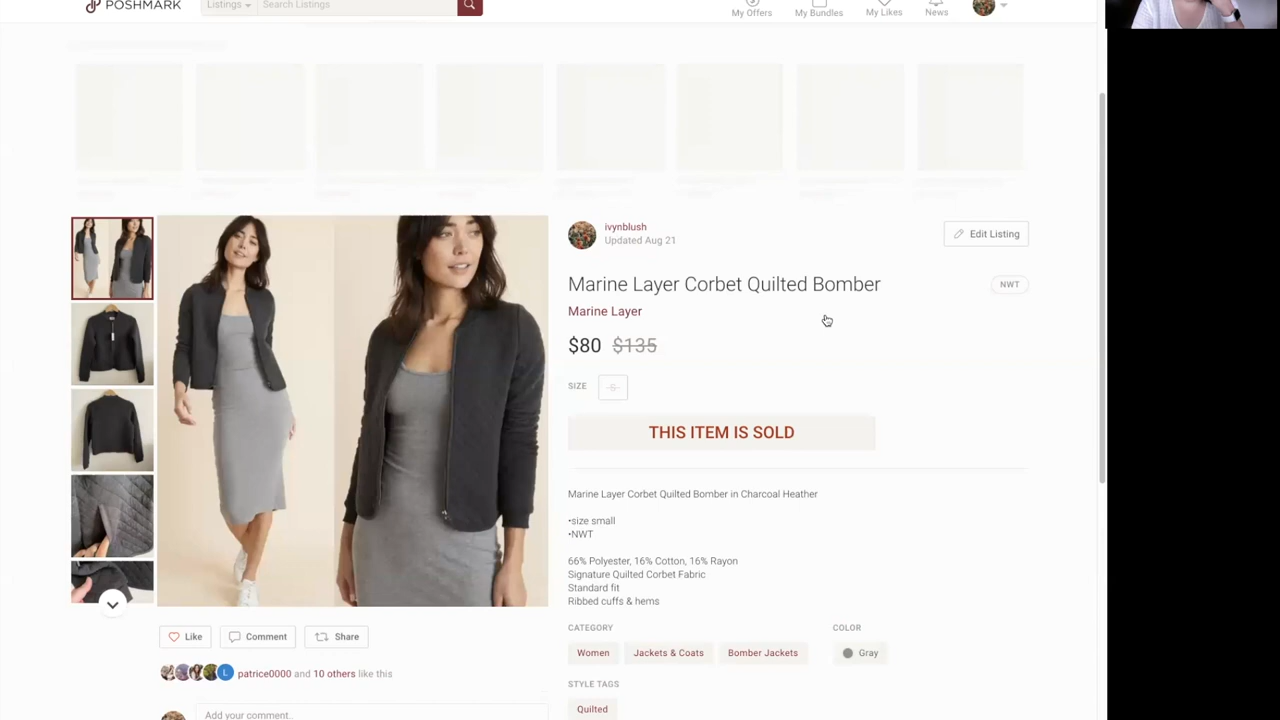 POSHMARK
Listings
Search Listings
My Offers
My Bundles
My Likes
News
ivynblush
Updated Aug 21
Edit Listing
Marine Layer Corbet Quilted Bomber
NWT
Marine Layer
$80 $135
SIZE
S
THIS ITEM IS SOLD
Marine Layer Corbet Quilted Bomber in Charcoal Heather
•size small
•NWT
66% Polyester, 16% Cotton, 16% Rayon
Signature Quilted Corbet Fabric
Standard fit
Ribbed cuffs & hems
Like
Comment
Share
CATEGORY
COLOR
Women
Jackets & Coats
Bomber Jackets
Gray
L
patrice0000 and 10 others like this
STYLE TAGS
Quilted
Add your comment..